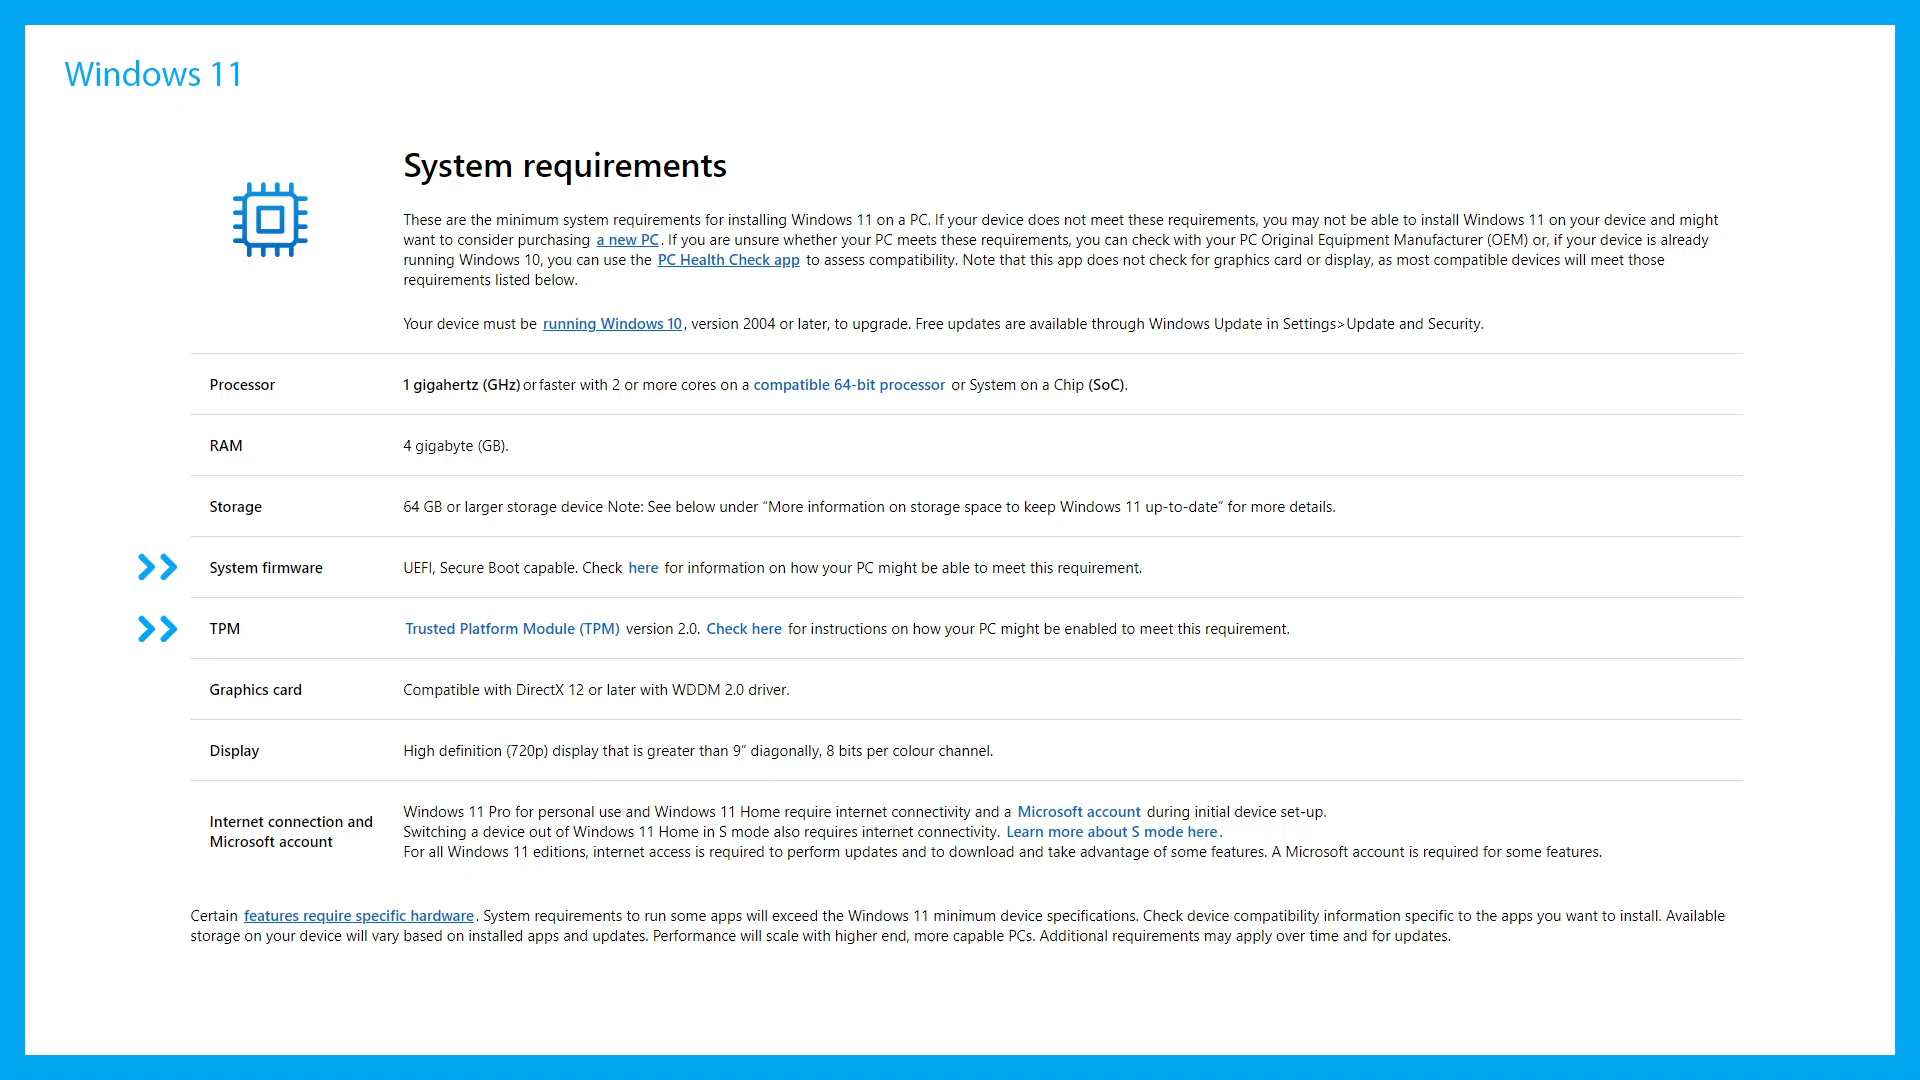 Windows 11
System requirements
These are the minimum system requirements for installing Windows 11 on a PC. If your device does not meet these requirements, you may not be able to install Windows 11 on your device and might
want to consider purchasing a new PC. If you are unsure whether your PC meets these requirements, you can check with your PC Original Equipment Manufacturer (OEM) or, if your device is already
running Windows 10, you can use the PC Health Check app to assess compatibility. Note that this app does not check for graphics card or display, as most compatible devices will meet those
requirements listed below.
Your device must be running Windows 10, version 2004 or later, to upgrade. Free updates are available through Windows Update in Settings>Update and Security.
Processor
1 gigahertz (GHz) or faster with 2 or more cores on a compatible 64-bit processor or System on a Chip (SoC).
RAM
4 gigabyte (GB).
Storage
64 GB or larger storage device Note: See below under “More information on storage space to keep Windows 11 up-to-date” for more details.
System firmware
UEFI, Secure Boot capable. Check here for information on how your PC might be able to meet this requirement.
TPM
Trusted Platform Module (TPM) version 2.0. Check here for instructions on how your PC might be enabled to meet this requirement.
Graphics card
Compatible with DirectX 12 or later with WDDM 2.0 driver.
Display
High definition (720p) display that is greater than 9” diagonally, 8 bits per colour channel.
Internet connection and
Microsoft account
Windows 11 Pro for personal use and Windows 11 Home require internet connectivity and a Microsoft account during initial device set-up.
Switching a device out of Windows 11 Home in S mode also requires internet connectivity. Learn more about S mode here.
For all Windows 11 editions, internet access is required to perform updates and to download and take advantage of some features. A Microsoft account is required for some features.
Certain features require specific hardware. System requirements to run some apps will exceed the Windows 11 minimum device specifications. Check device compatibility information specific to the apps you want to install. Available
storage on your device will vary based on installed apps and updates. Performance will scale with higher end, more capable PCs. Additional requirements may apply over time and for updates.